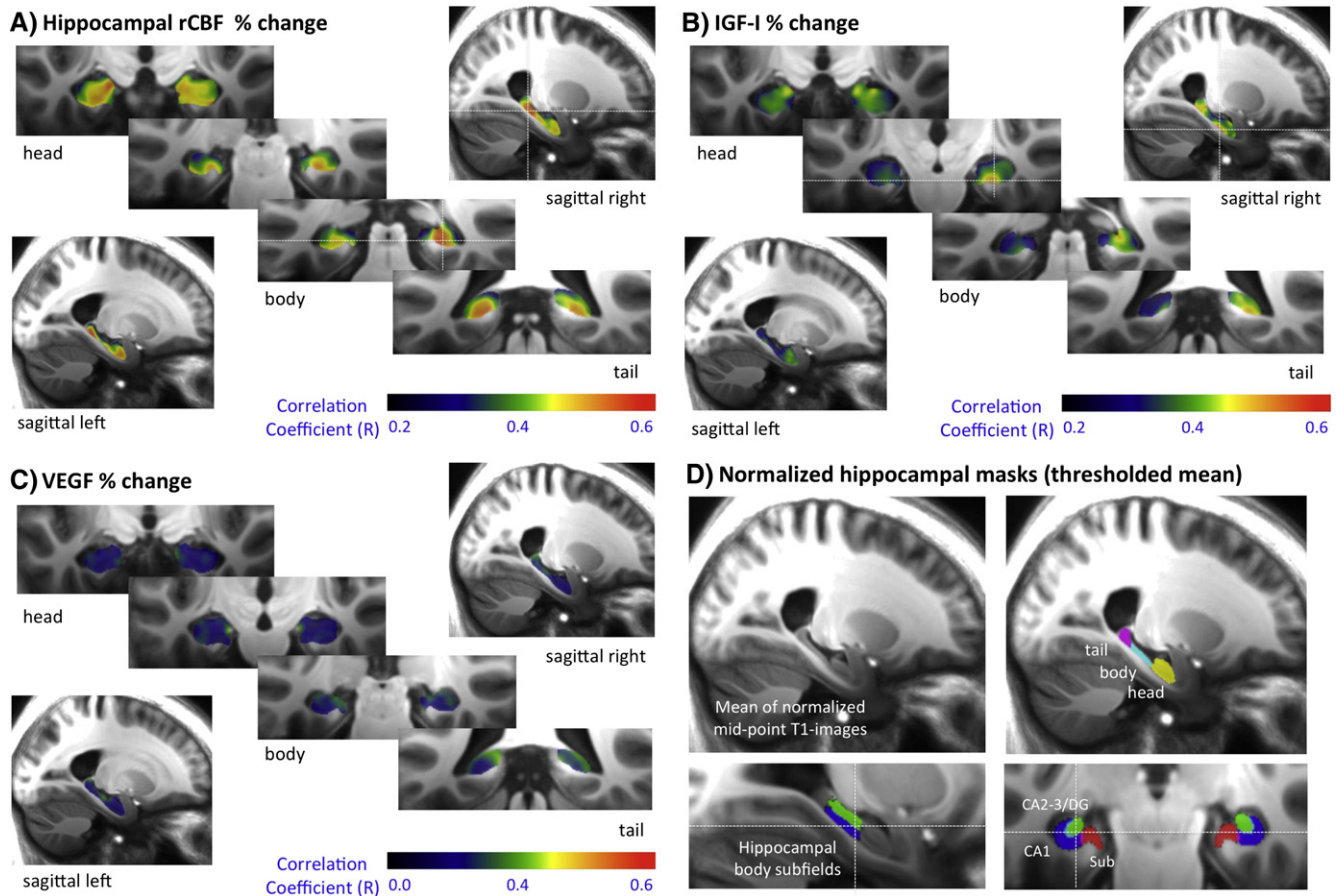 A) Hippocampal rCBF % change
head
body
tail
sagittal right
sagittal left
Correlation
Coefficient (R)
0.2 0.4 0.6
B) IGF-I % change
head
body
tail
sagittal right
sagittal left
Correlation
Coefficient (R)
0.2 0.4 0.6
C) VEGF % change
head
body
tail
sagittal right
sagittal left
Correlation
Coefficient (R)
0.0 0.4 0.6
D) Normalized hippocampal masks (thresholded mean)
Mean of normalized
mid-point T1-images
tail
body
head
Hippocampal
body subfields
CA2-3/DG
CA1
Sub